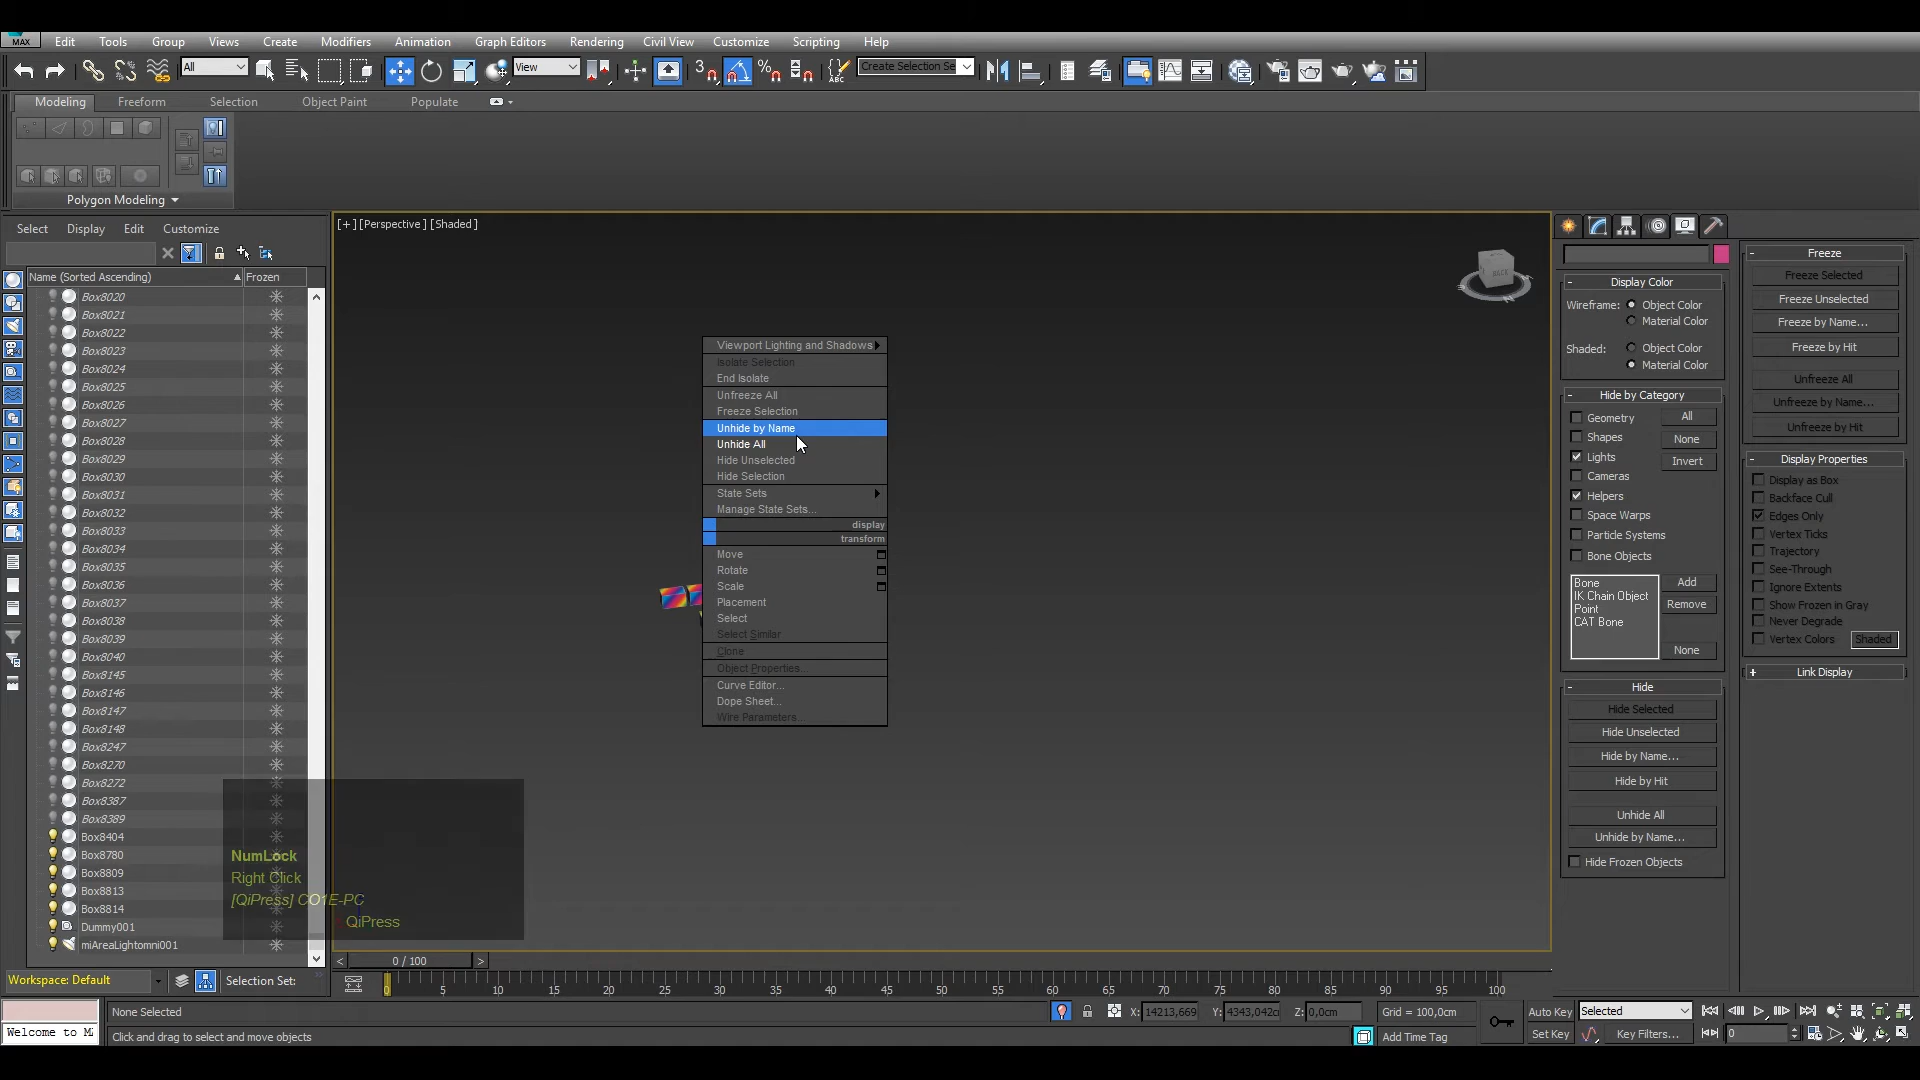 MAX
Edit Tools Group Views Create Modifiers Animation Graph Editors Rendering Civil View Customize Scripting Help
All
View
3
ABC
Create Selection Se
Modeling Freeform Selection Object Paint Populate
Polygon Modeling
Select Display Edit Customize
Name (Sorted Ascending) Frozen
Box8020
Box8021
Box8022
Box8023
Box8024
Box8025
Box8026
Box8027
Box8028
Box8029
Box8030
Box8031
Box8032
Box8033
Box8034
Box8035
Box8036
Box8037
Box8038
Box8039
Box8040
Box8145
Box8146
Box8147
Box8148
Box8247
Box8270
Box8272
Box8387
Box8389
Box8404
Box8780
Box8809
Box8813
Box8814
Dummy001
miAreaLightomni001
NumLock
Right Click
[QiPress] CO1E-PC
QiPress
[+] [Perspective] [Shaded]
BACK
Viewport Lighting and Shadows
Isolate Selection
End Isolate
Unfreeze All
Freeze Selection
Unhide by Name
Unhide All
Hide Unselected
Hide Selection
State Sets
Manage State Sets...
display
transform
Move
Rotate
Scale
Placement
Select
Select Similar
Clone
Object Properties...
Curve Editor...
Dope Sheet...
Wire Parameters...
- Display Color
Wireframe: Object Color
Material Color
Shaded: Object Color
Material Color
- Hide by Category
Geometry All
Shapes None
Lights Invert
Cameras
Helpers
Space Warps
Particle Systems
Bone Objects
Bone Add
IK Chain Object
Point Remove
CAT Bone
None
- Hide
Hide Selected
Hide Unselected
Hide by Name...
Hide by Hit
Unhide All
Unhide by Name...
Hide Frozen Objects
- Freeze
Freeze Selected
Freeze Unselected
Freeze by Name...
Freeze by Hit
Unfreeze All
Unfreeze by Name...
Unfreeze by Hit
- Display Properties
Display as Box
Backface Cull
Edges Only
Vertex Ticks
Trajectory
See-Through
Ignore Extents
Show Frozen in Gray
Never Degrade
Vertex Colors Shaded
+ Link Display
< 0 / 100 >
Workspace: Default Selection Set:
0 5 10 15 20 25 30 35 40 45 50 55 60 65 70 75 80 85 90 95 100
None Selected X: 14213,669 Y: 4343,042c Z: 0,0cm Grid = 100,0cm Auto Key Selected
Welcome to Click and drag to select and move objects Add Time Tag Set Key Key Filters... 0